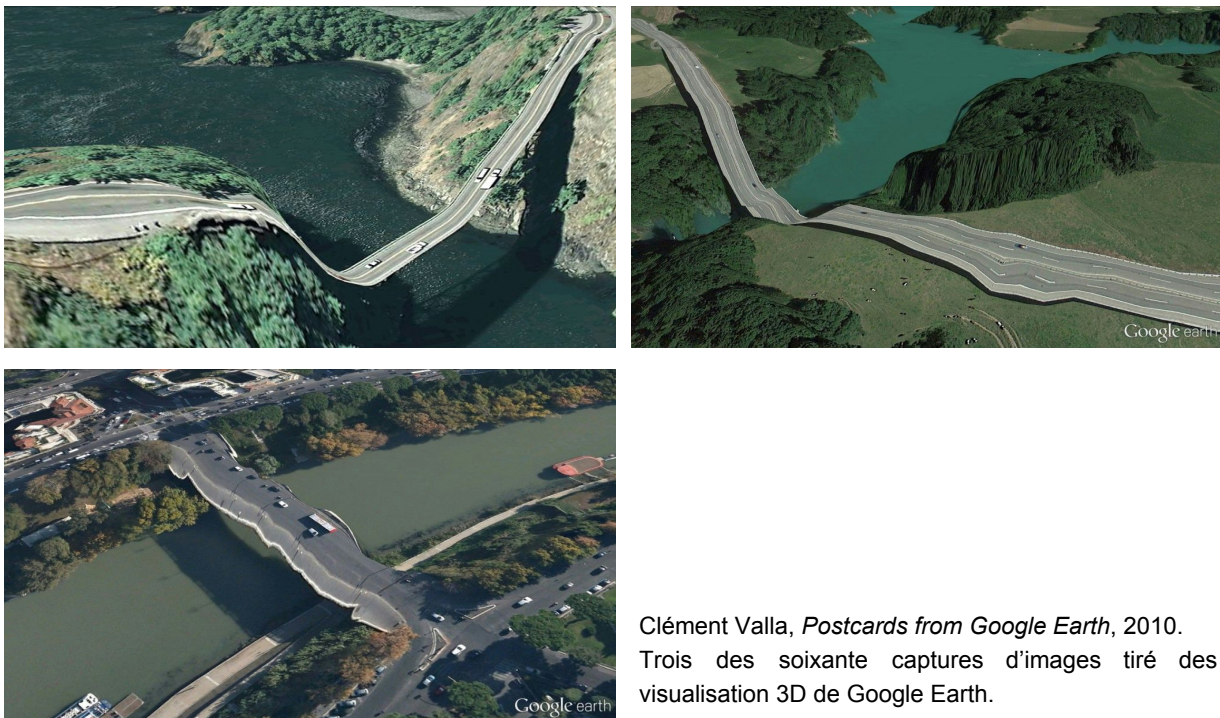 Google earth
Google earth
Clément Valla, Postcards from Google Earth, 2010.
Trois des soixante captures d'images tiré des
visualisation 3D de Google Earth.